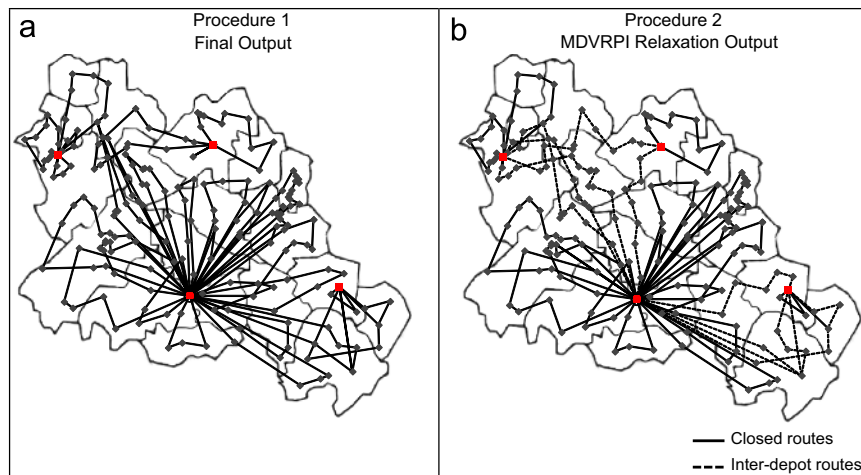 a
Procedure 1
Final Output
b
Procedure 2
MDVRPI Relaxation Output
Closed routes
Inter-depot routes